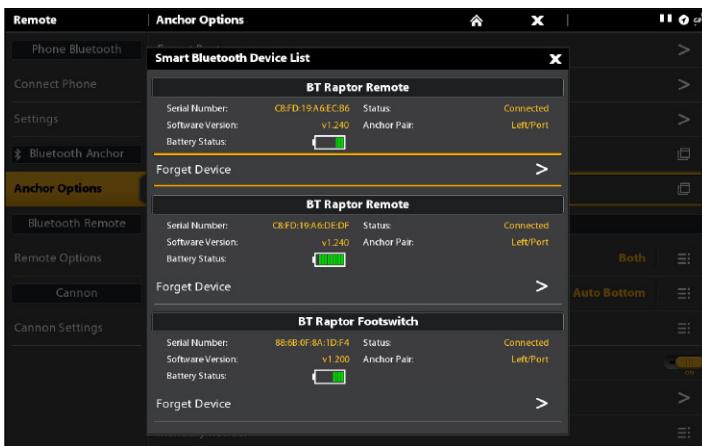 Remote
Anchor Options
X
Phone Bluetooth
Connect Phone
Settings
Bluetooth Anchor
Anchor Options
Bluetooth Remote
Remote Options
Cannon
Cannon Settings
Smart Bluetooth Device List
X
BT Raptor Remote
Serial Number: C8:FD:19:A6:EC:B6 Status: Connected
Software Version: v1.240 Anchor Pair: Left/Port
Battery Status:
Forget Device >
BT Raptor Remote
Serial Number: C8:FD:19:A6:DE:DF Status: Connected
Software Version: v1.240 Anchor Pair: Left/Port
Battery Status:
Forget Device >
BT Raptor Footswitch
Serial Number: 88:6B:0F:8A:1D:F4 Status: Connected
Software Version: v1.200 Anchor Pair: Left/Port
Battery Status:
Forget Device >
Both
Auto Bottom
ON